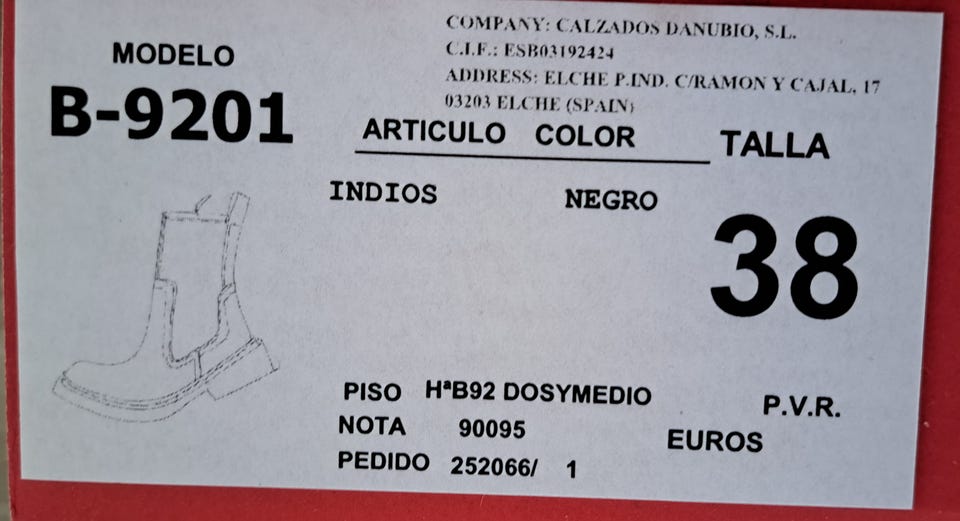 COMPANY: CALZADOS DANUBIO, S.L.
C.I.F.: ESB03192424
ADDRESS: ELCHE P.IND. C/RAMON Y CAJAL, 17
03203 ELCHE (SPAIN)
MODELO
B-9201
ARTICULO COLOR TALLA
INDIOS NEGRO
38
PISO HªB92 DOSYMEDIO
P.V.R.
NOTA 90095
EUROS
PEDIDO 252066/ 1